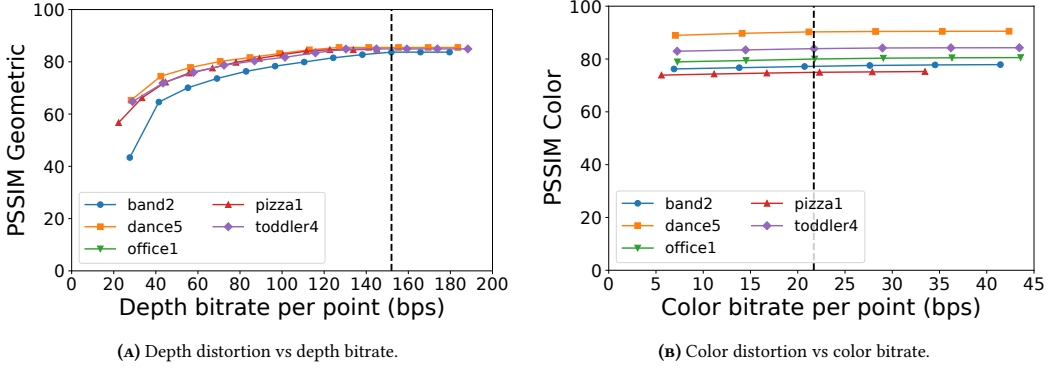 PSSIM Geometric
100
80
60
40
20
0
band2
dance5
office1
pizza1
toddler4
0 20 40 60 80 100 120 140 160 180 200
Depth bitrate per point (bps)
(A) Depth distortion vs depth bitrate.
PSSIM Color
100
80
60
40
20
0
band2
dance5
office1
pizza1
toddler4
0 5 10 15 20 25 30 35 40 45
Color bitrate per point (bps)
(B) Color distortion vs color bitrate.